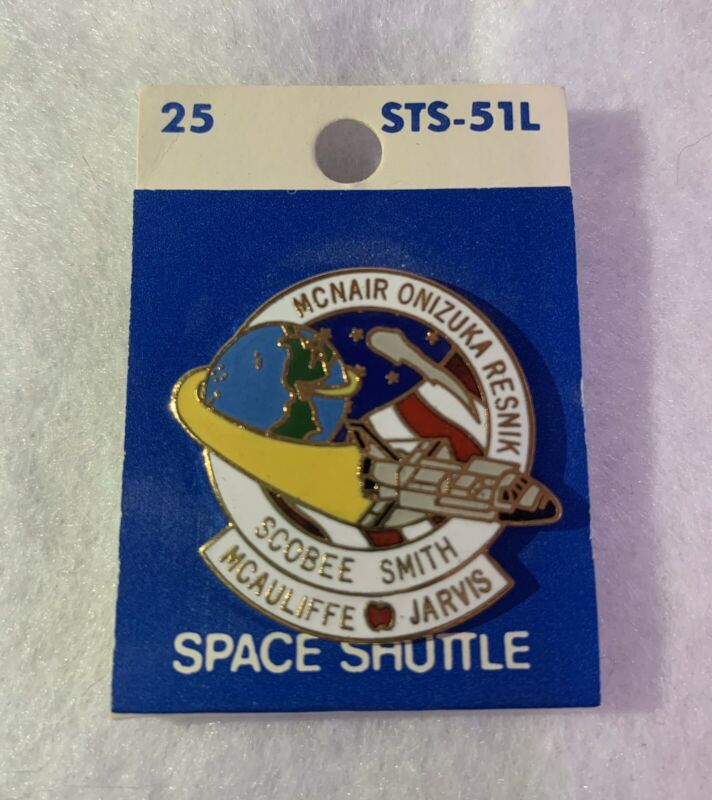 25 STS-51L
MCNAIR ONIZUKA RESNIK
SCOBEE SMITH
MCAULIFFE JARVIS
SPACE SHUTTLE